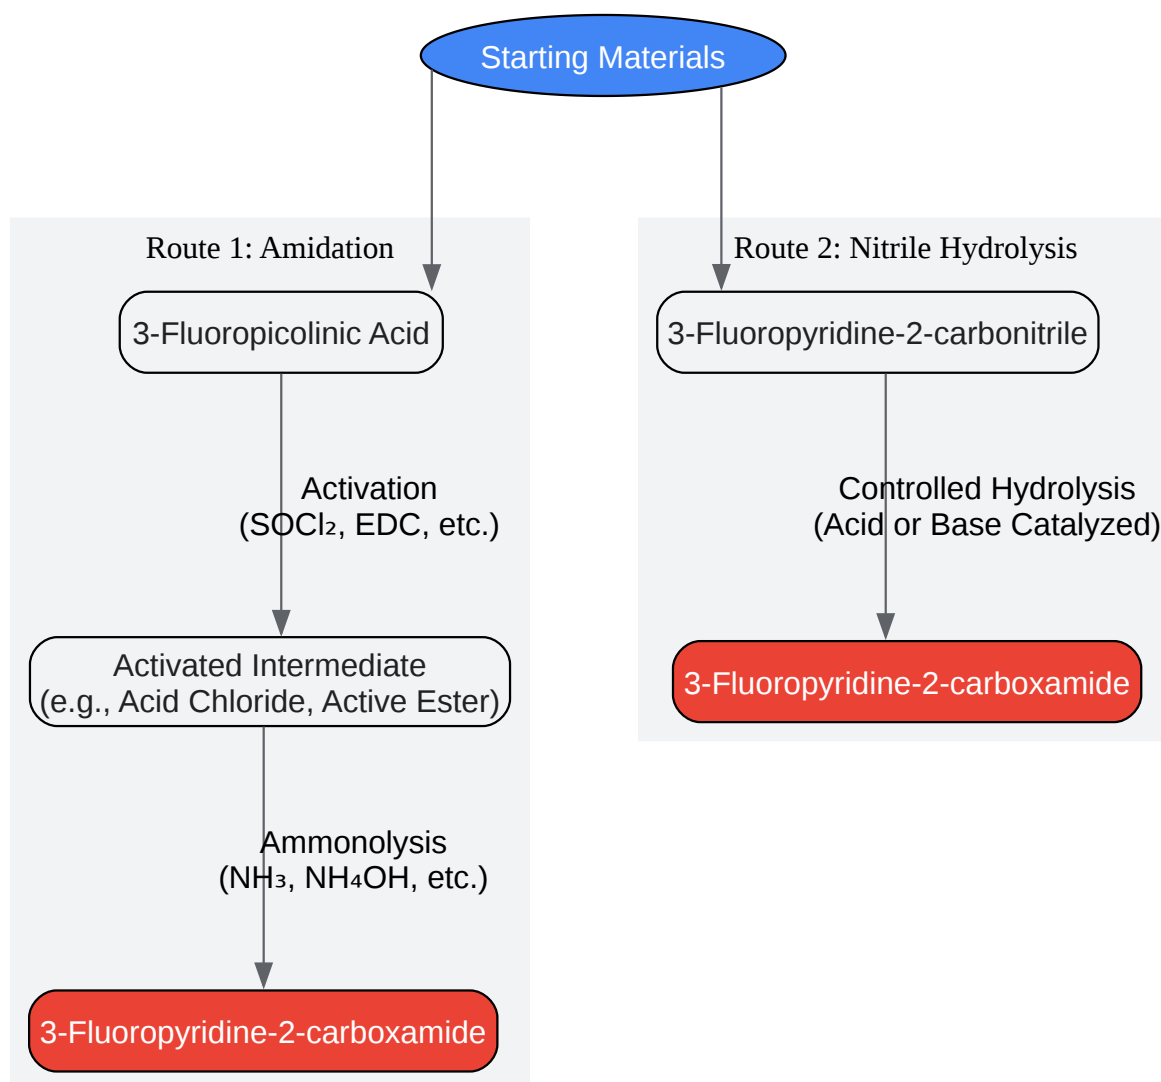 Starting Materials
Route 1: Amidation
3-Fluoropicolinic Acid
Activation
(SOCl₂, EDC, etc.)
Activated Intermediate
(e.g., Acid Chloride, Active Ester)
Ammonolysis
(NH₃, NH₄OH, etc.)
3-Fluoropyridine-2-carboxamide
Route 2: Nitrile Hydrolysis
3-Fluoropyridine-2-carbonitrile
Controlled Hydrolysis
(Acid or Base Catalyzed)
3-Fluoropyridine-2-carboxamide